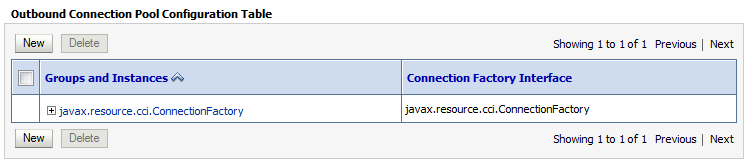 Outbound Connection Pool Configuration Table
New Delete Showing 1 to 1 of 1 Previous | Next
Groups and Instances Connection Factory Interface
javax.resource.cci.ConnectionFactory javax.resource.cci.ConnectionFactory
New Delete Showing 1 to 1 of 1 Previous | Next